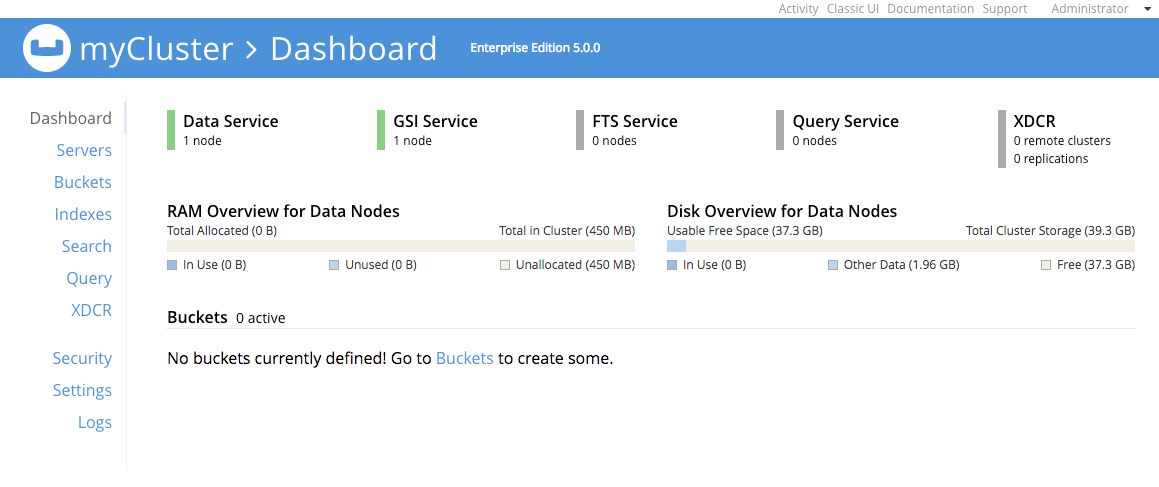 Activity Classic UI Documentation Support Administrator
myCluster > Dashboard Enterprise Edition 5.0.0
Dashboard
Servers
Buckets
Indexes
Search
Query
XDCR
Security
Settings
Logs
Data Service
1 node
GSI Service
1 node
FTS Service
0 nodes
Query Service
0 nodes
XDCR
0 remote clusters
0 replications
RAM Overview for Data Nodes
Total Allocated (0 B) Total in Cluster (450 MB)
In Use (0 B) Unused (0 B) Unallocated (450 MB)
Disk Overview for Data Nodes
Usable Free Space (37.3 GB) Total Cluster Storage (39.3 GB)
In Use (0 B) Other Data (1.96 GB) Free (37.3 GB)
Buckets 0 active
No buckets currently defined! Go to Buckets to create some.